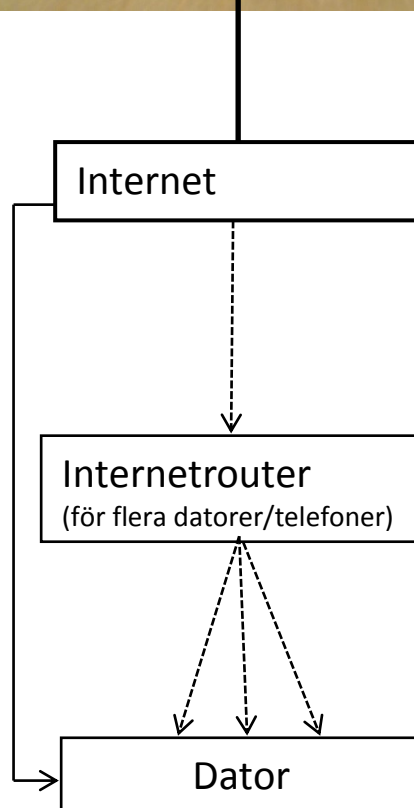 Internet
Internetrouter
(för flera datorer/telefoner)
Dator